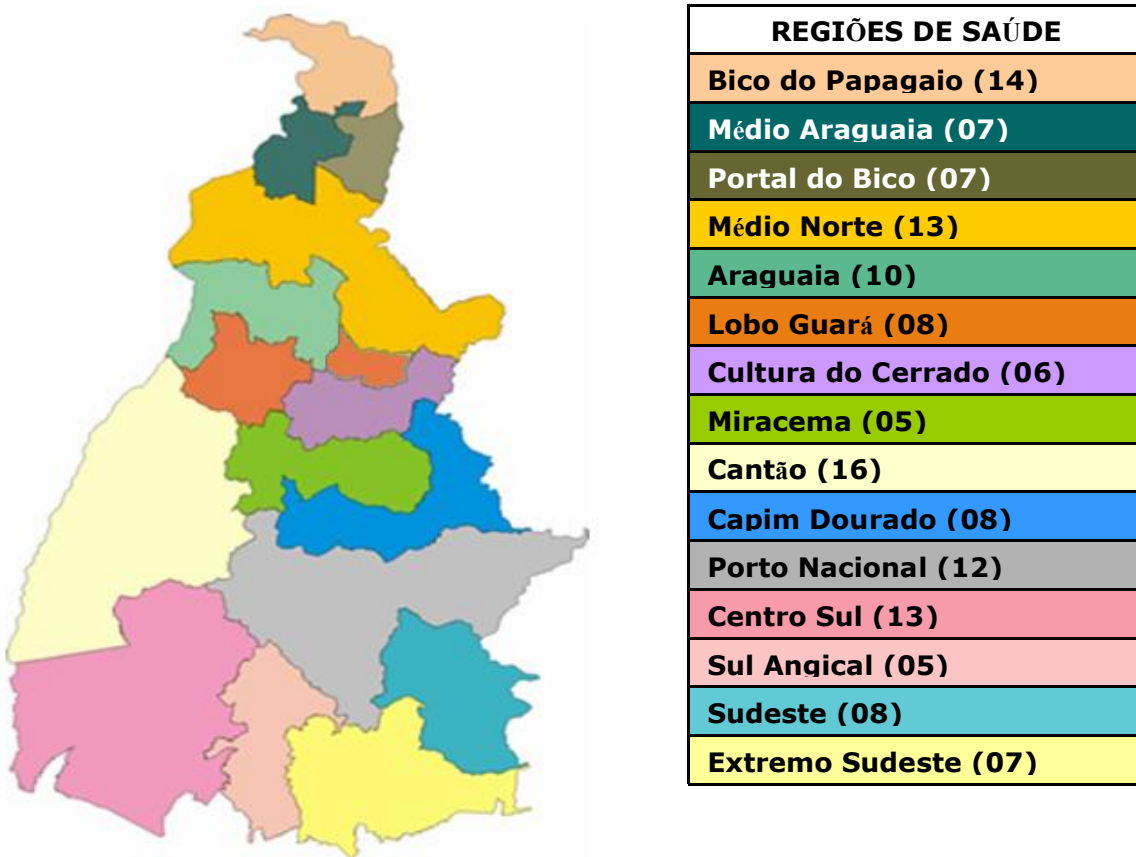 REGIÕES DE SAÚDE
Bico do Papagaio (14)
Médio Araguaia (07)
Portal do Bico (07)
Médio Norte (13)
Araguaia (10)
Lobo Guará (08)
Cultura do Cerrado (06)
Miracema (05)
Cantão (16)
Capim Dourado (08)
Porto Nacional (12)
Centro Sul (13)
Sul Angical (05)
Sudeste (08)
Extremo Sudeste (07)